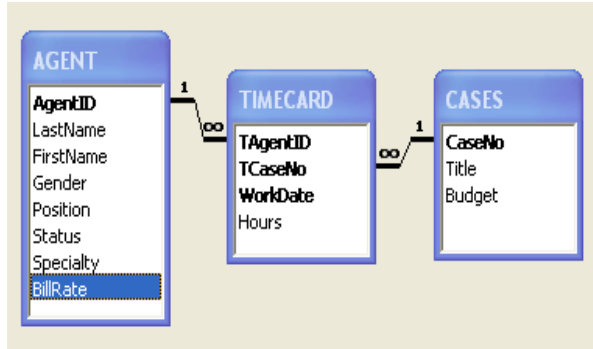 AGENT
AgentID
LastName
FirstName
Gender
Position
Status
Specialty
BillRate
1
∞
TIMECARD
TAgentID
TCaseNo
WorkDate
Hours
∞
1
CASES
CaseNo
Title
Budget